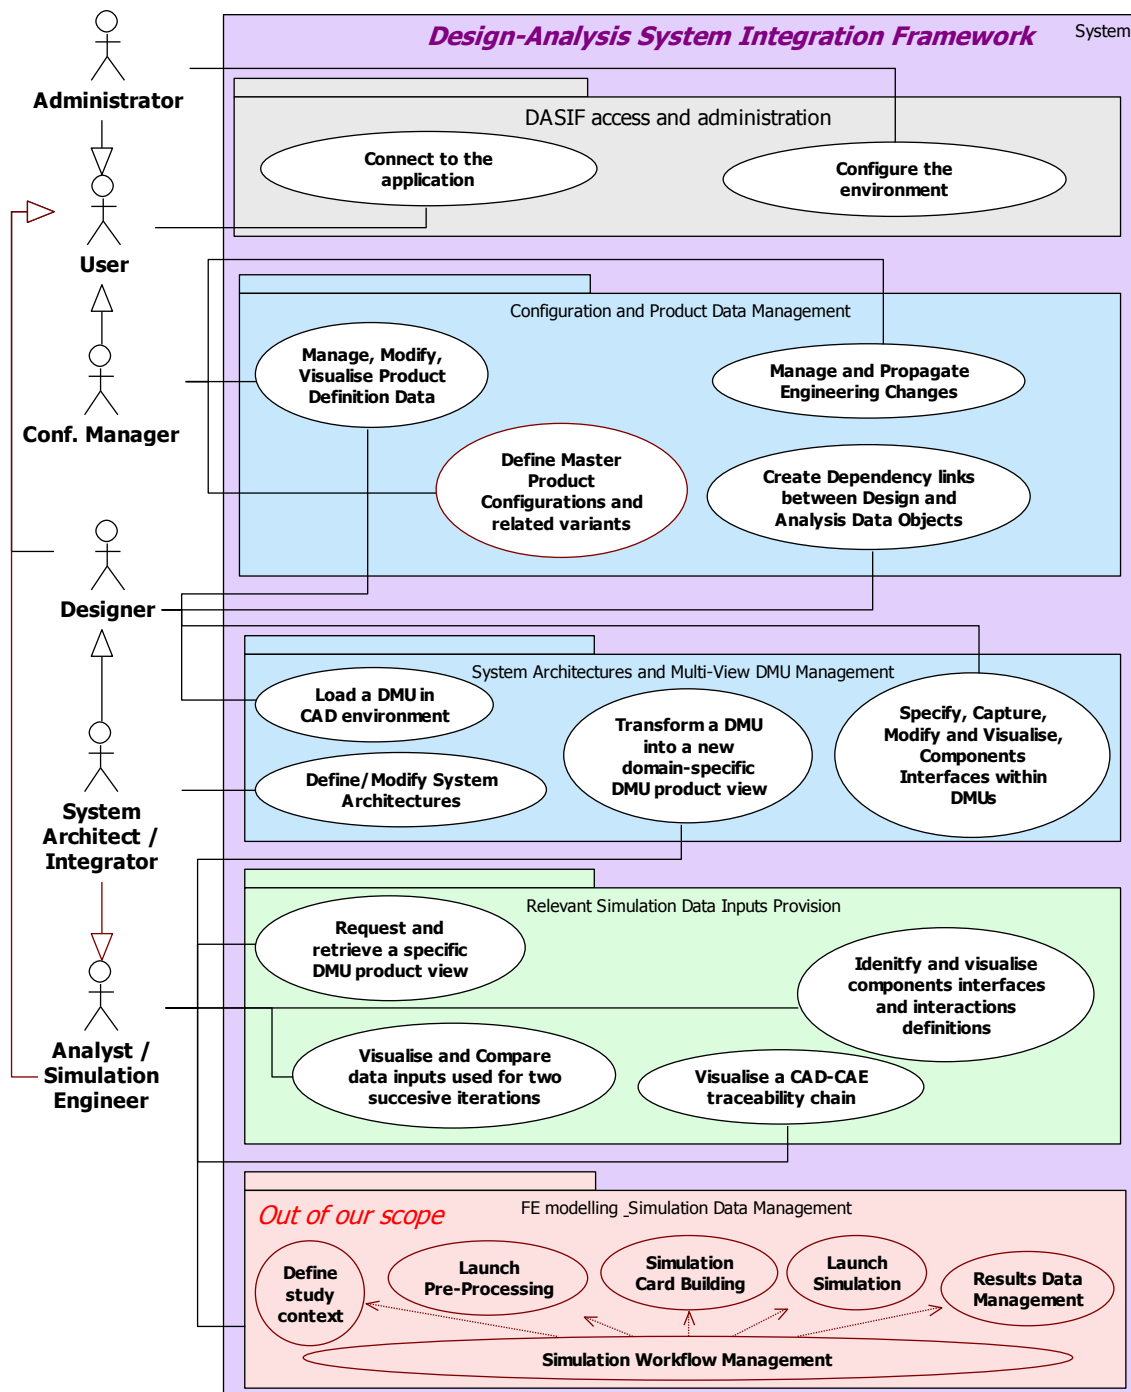 Design-Analysis System Integration Framework
System
Administrator
DASIF access and administration
Connect to the
application
Configure the
environment
User
Configuration and Product Data Management
Manage, Modify,
Visualise Product
Definition Data
Manage and Propagate
Engineering Changes
Conf. Manager
Define Master
Product
Configurations and
related variants
Create Dependency links
between Design and
Analysis Data Objects
Designer
System Architectures and Multi-View DMU Management
Load a DMU in
CAD environment
Transform a DMU
into a new
domain-specific
DMU product view
Specify, Capture,
Modify and Visualise,
Components
Interfaces within
DMUs
Define/Modify System
Architectures
System
Architect /
Integrator
Relevant Simulation Data Inputs Provision
Request and
retrieve a specific
DMU product view
Idenitfy and visualise
components interfaces
and interactions
definitions
Analyst /
Simulation
Engineer
Visualise and Compare
data inputs used for two
succesive iterations
Visualise a CAD-CAE
traceability chain
FE modelling _Simulation Data Management
Out of our scope
Define
study
context
Launch
Pre-Processing
Simulation
Card Building
Launch
Simulation
Results Data
Management
Simulation Workflow Management